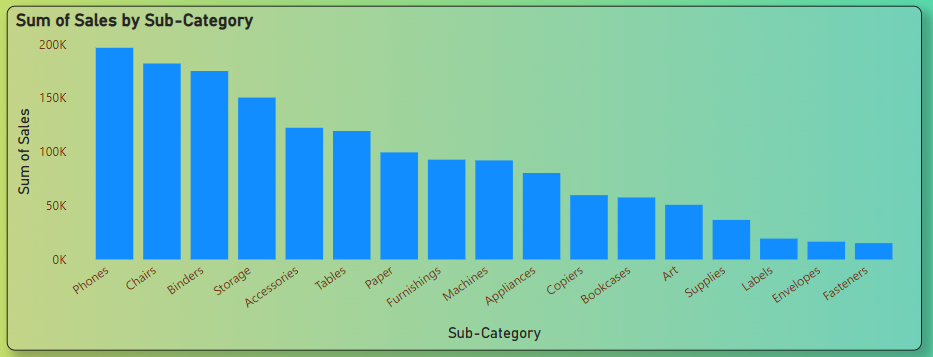 Sum of Sales by Sub-Category
200K
150K
100K
50K
0K
Sum of Sales
Phones
Chairs
Binders
Storage
Accessories
Tables
Paper
Furnishings
Machines
Appliances
Copiers
Bookcases
Art
Supplies
Labels
Envelopes
Fasteners
Sub-Category